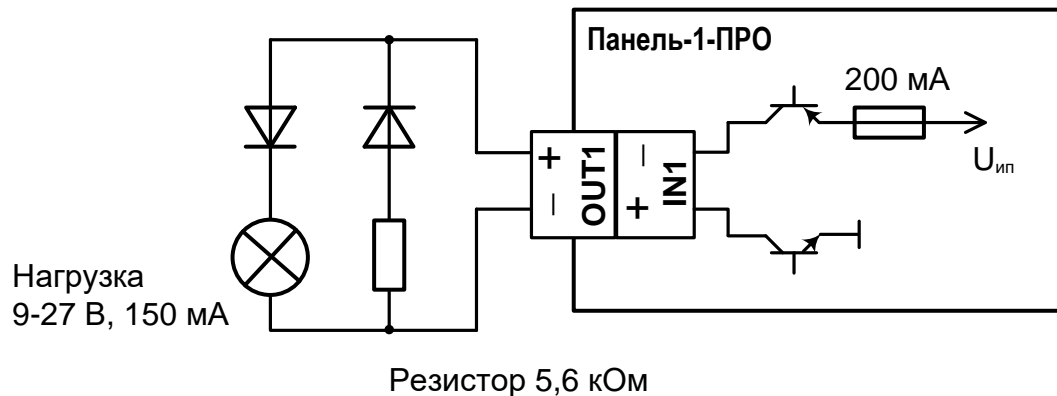 Панель-1-ПРО
200 мА
Uип
+
–
OUT1
–
+
IN1
Нагрузка
9-27 В, 150 мА
Резистор 5,6 кОм